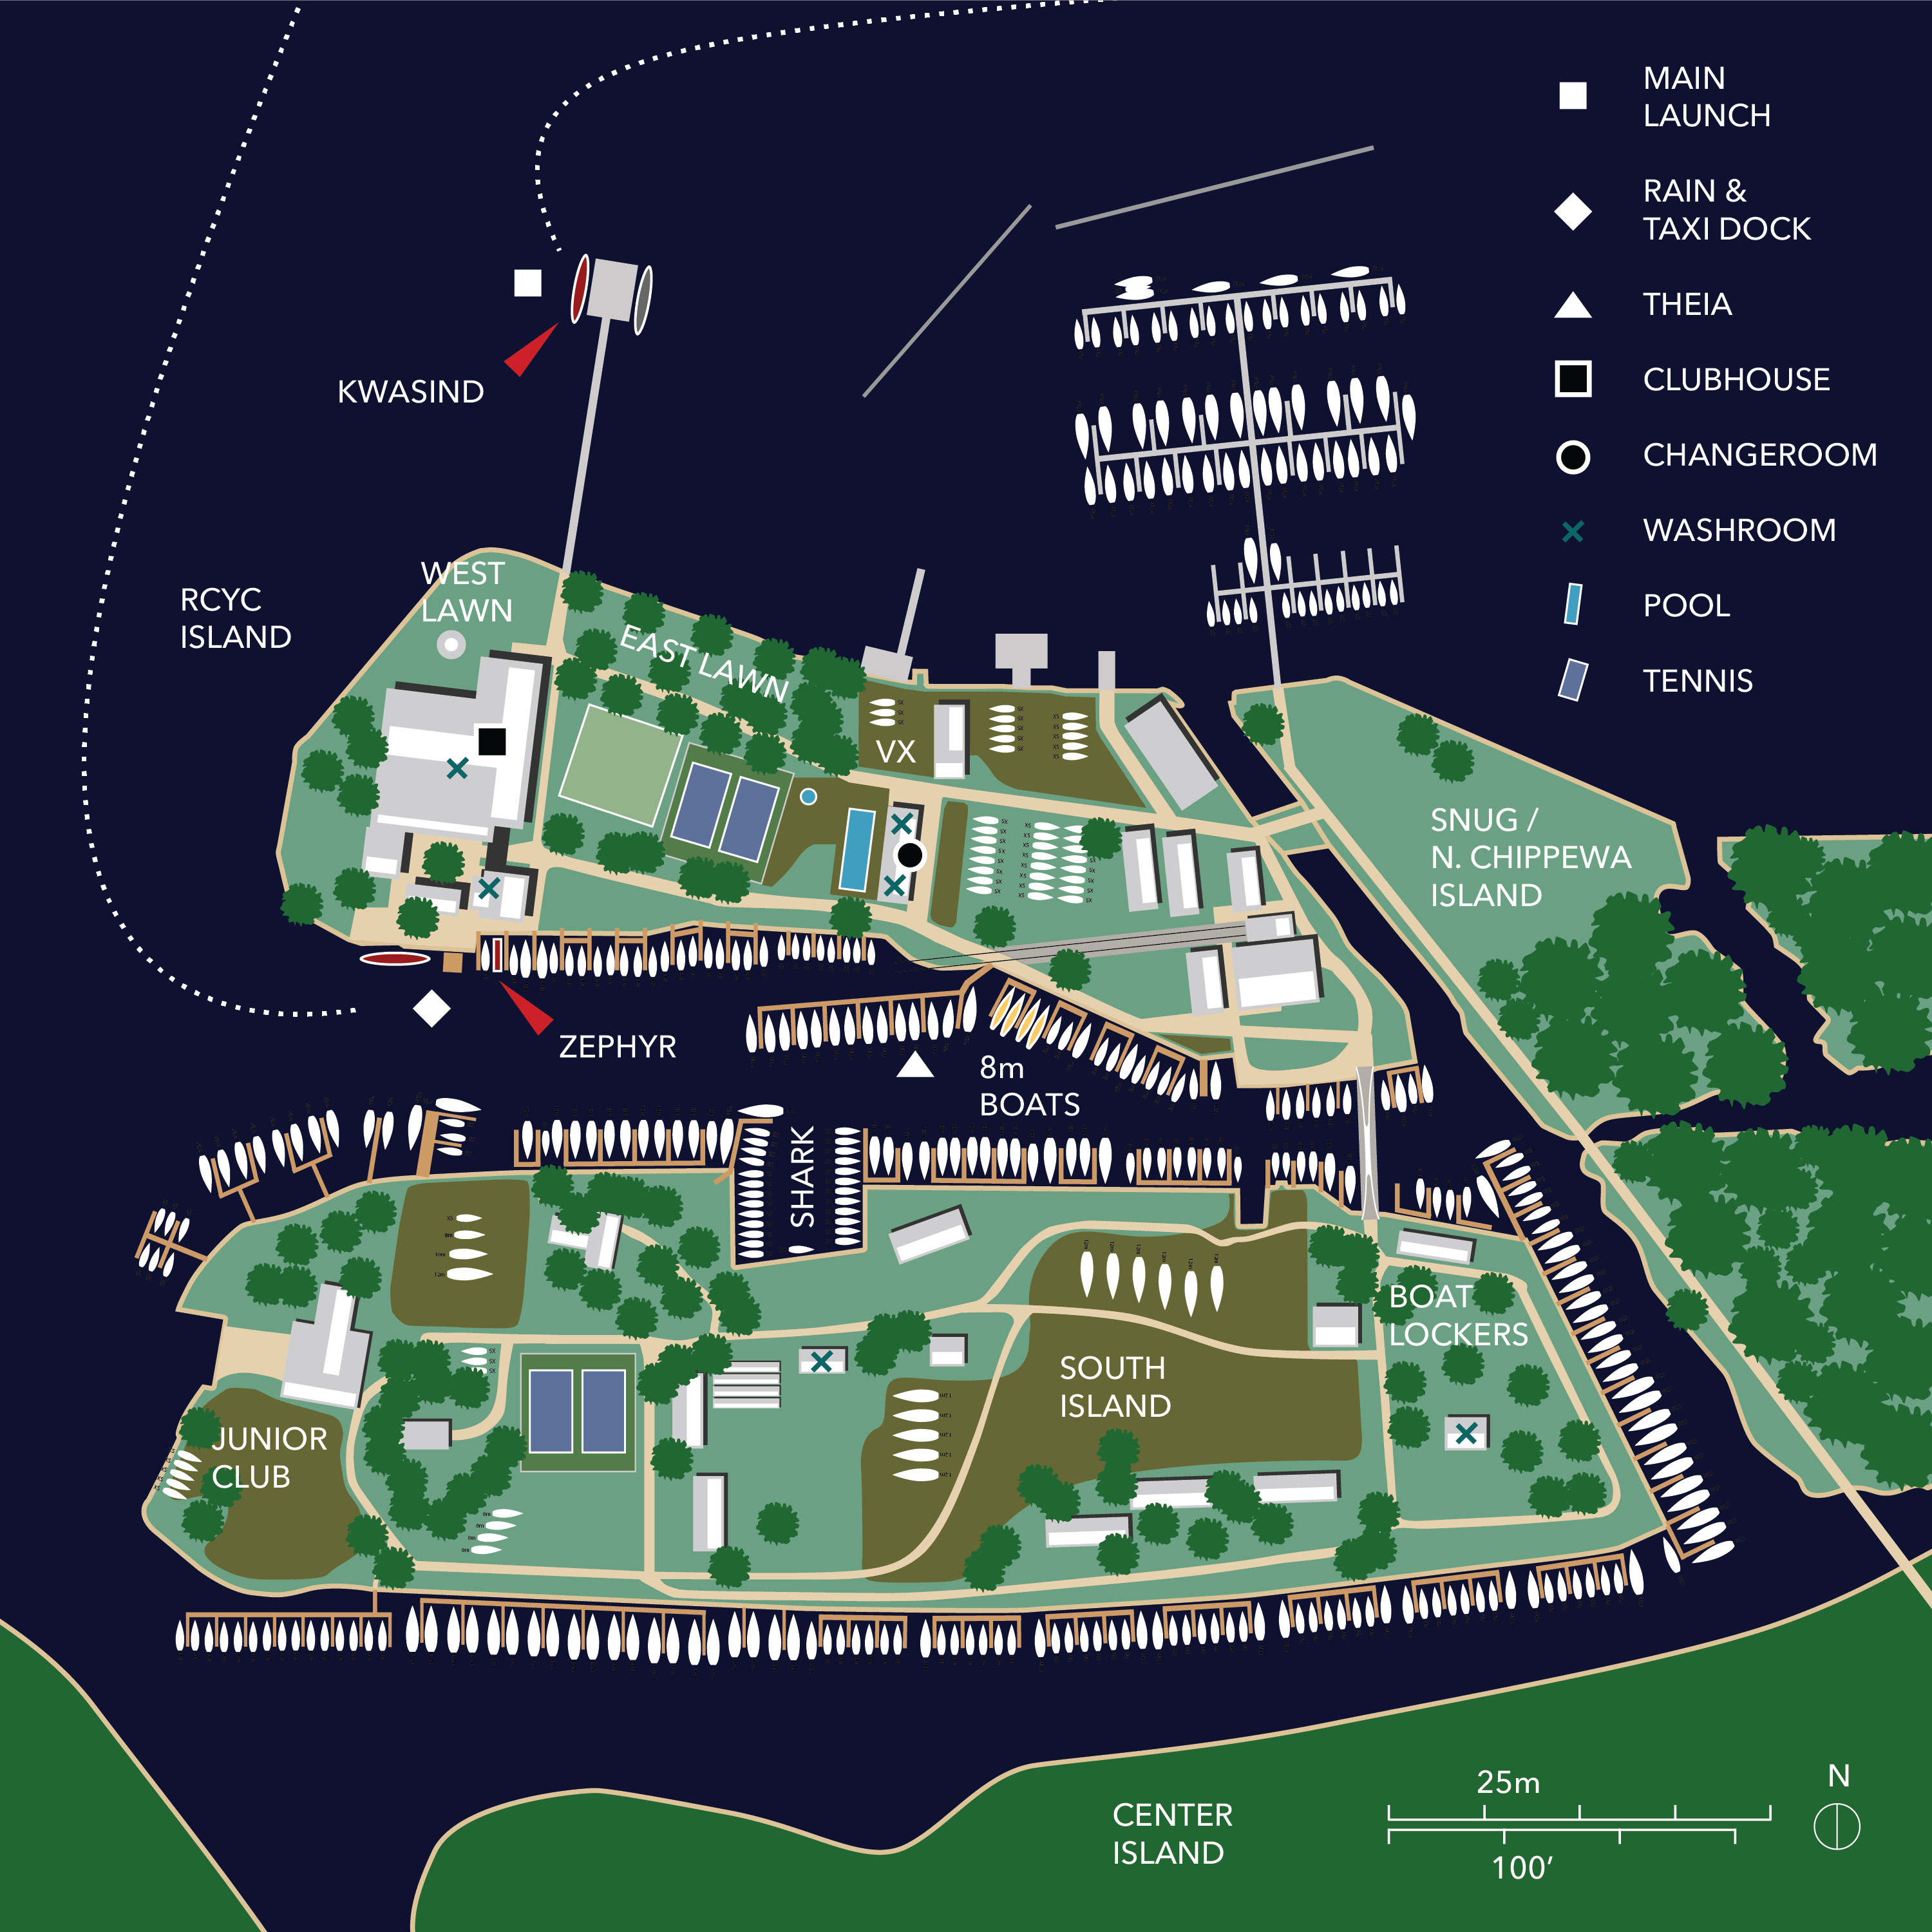 MAIN
LAUNCH
RAIN &
TAXI DOCK
THEIA
CLUBHOUSE
CHANGEROOM
WASHROOM
POOL
TENNIS
KWASIND
WEST
LAWN
RCYC
ISLAND
EAST LAWN
VX
SNUG /
N. CHIPPEWA
ISLAND
ZEPHYR
8m
BOATS
SHARK
BOAT
LOCKERS
SOUTH
ISLAND
JUNIOR
CLUB
CENTER
ISLAND
25m
100’
N